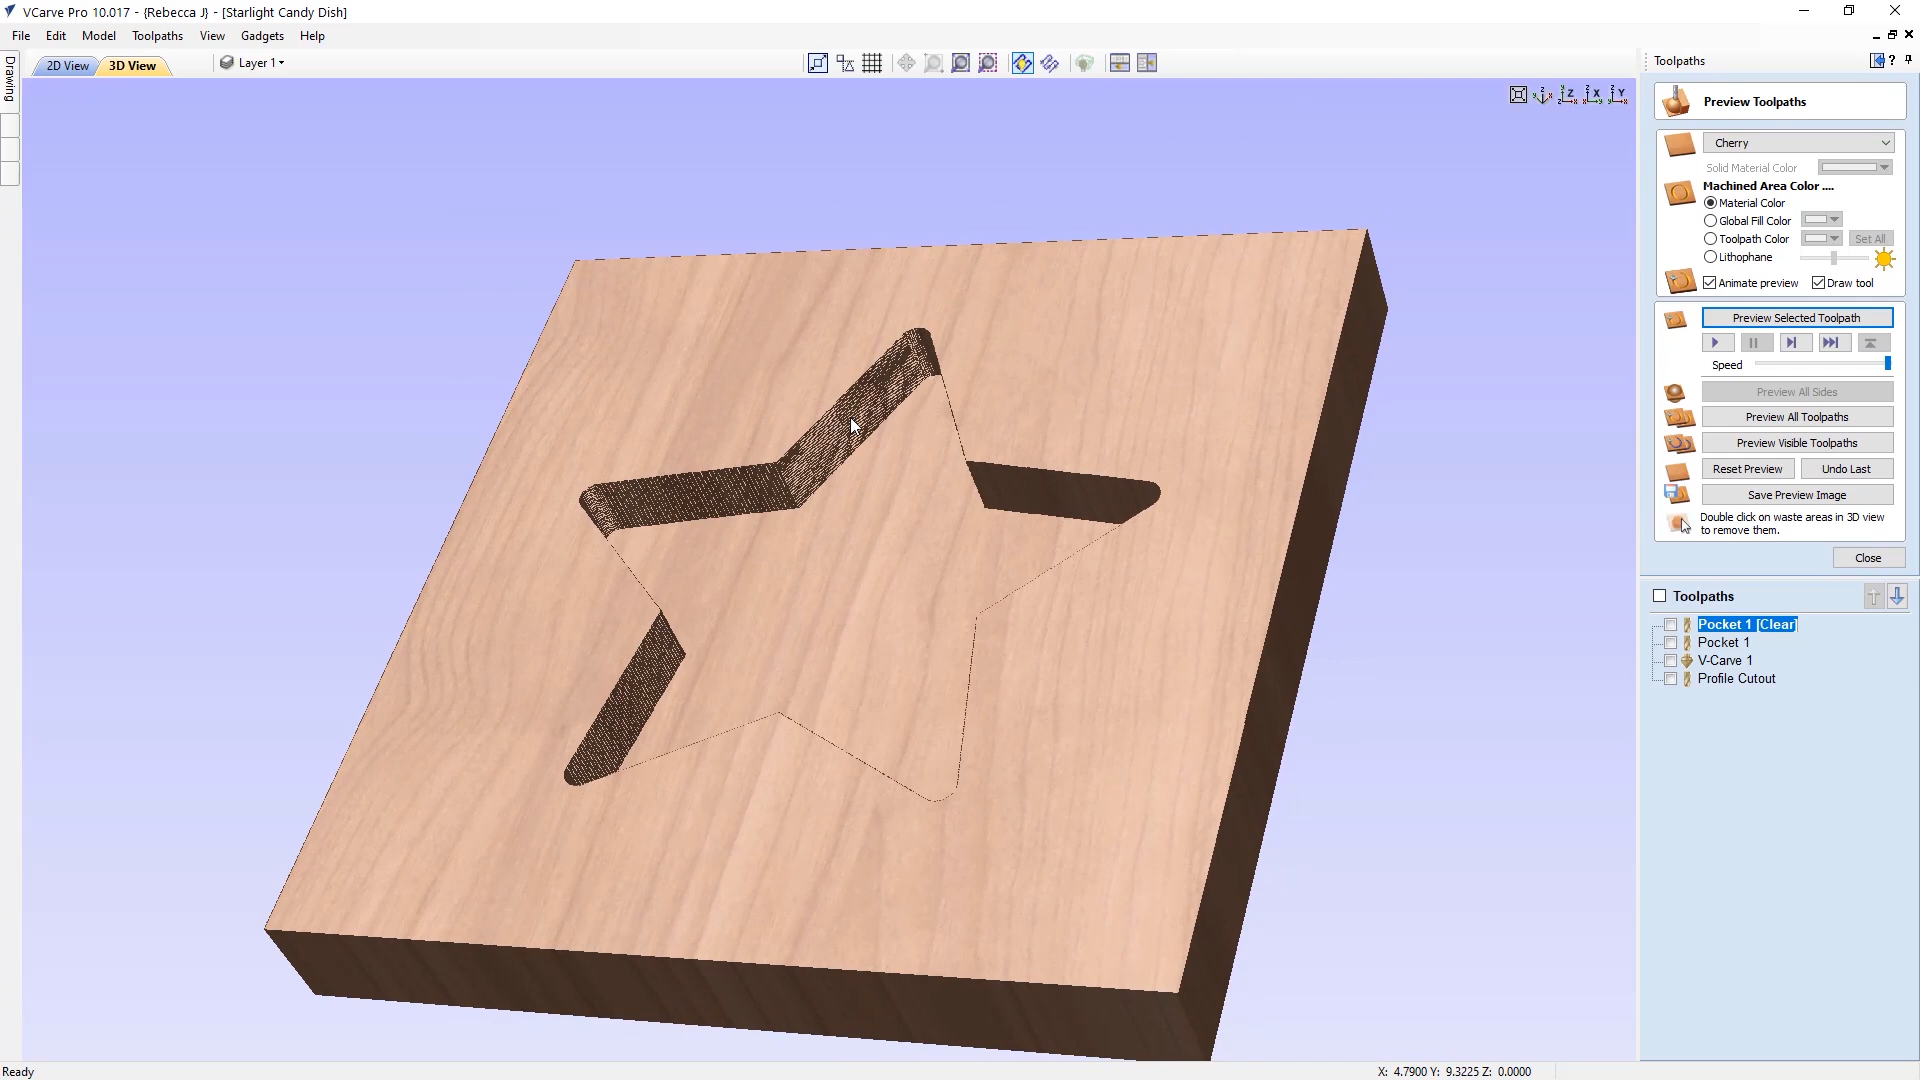 VCarve Pro 10.017 - {Rebecca J} - [Starlight Candy Dish]
File Edit Model Toolpaths View Gadgets Help
Drawing
2D View
3D View
Layer 1
Toolpaths
Preview Toolpaths
Cherry
Solid Material Color
Machined Area Color ....
Material Color
Global Fill Color
Toolpath Color
Set All
Lithophane
Animate preview Draw tool
Preview Selected Toolpath
Speed
Preview All Sides
Preview All Toolpaths
Preview Visible Toolpaths
Reset Preview Undo Last
Save Preview Image
Double click on waste areas in 3D view
to remove them.
Close
Toolpaths
Pocket 1 [Clear]
Pocket 1
V-Carve 1
Profile Cutout
Ready
X: 4.7900 Y: 9.3225 Z: 0.0000